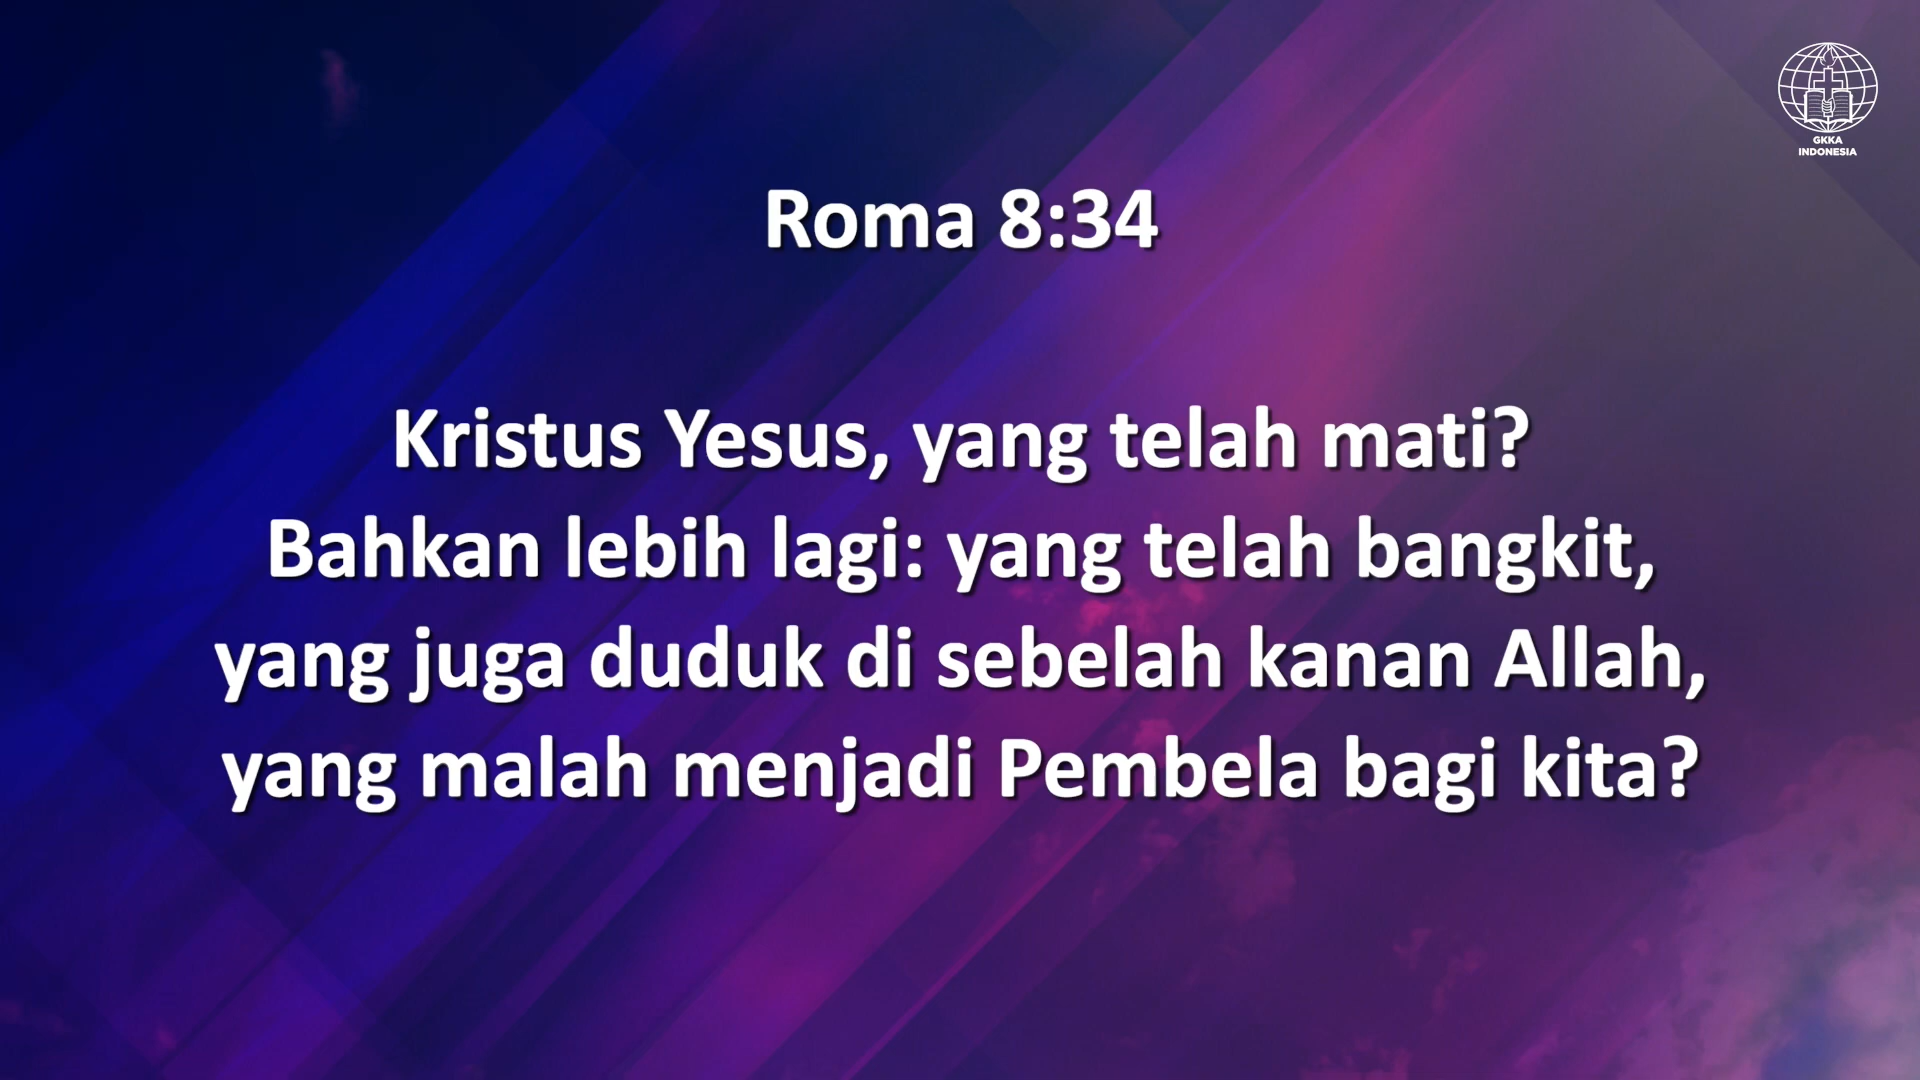 GKKA
INDONESIA
Roma 8:34
Kristus Yesus, yang telah mati?
Bahkan lebih lagi: yang telah bangkit,
yang juga duduk di sebelah kanan Allah,
yang malah menjadi Pembela bagi kita?